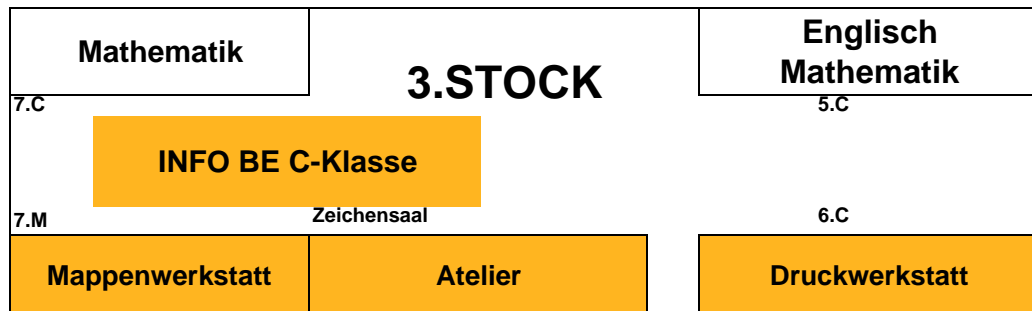 Mathematik
3.STOCK
Englisch
Mathematik
7.C
5.C
INFO BE C-Klasse
7.M
Zeichensaal
6.C
Mappenwerkstatt
Atelier
Druckwerkstatt